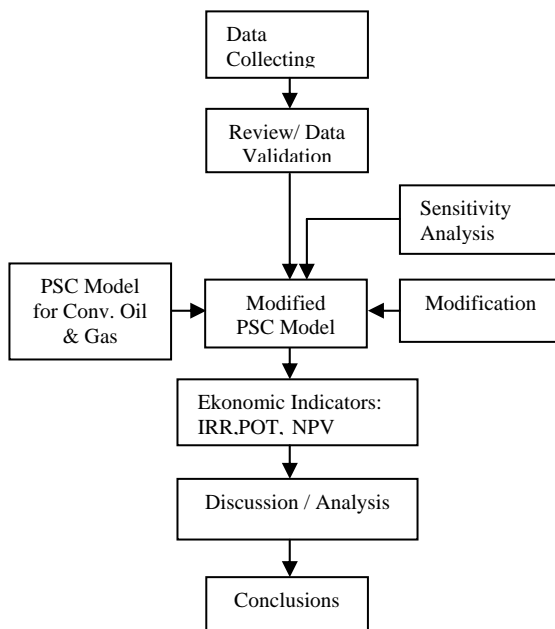 Data
Collecting
Review/ Data
Validation
Sensitivity
Analysis
PSC Model
for Conv. Oil
& Gas
Modified
PSC Model
Modification
Ekonomic Indicators:
IRR,POT, NPV
Discussion / Analysis
Conclusions